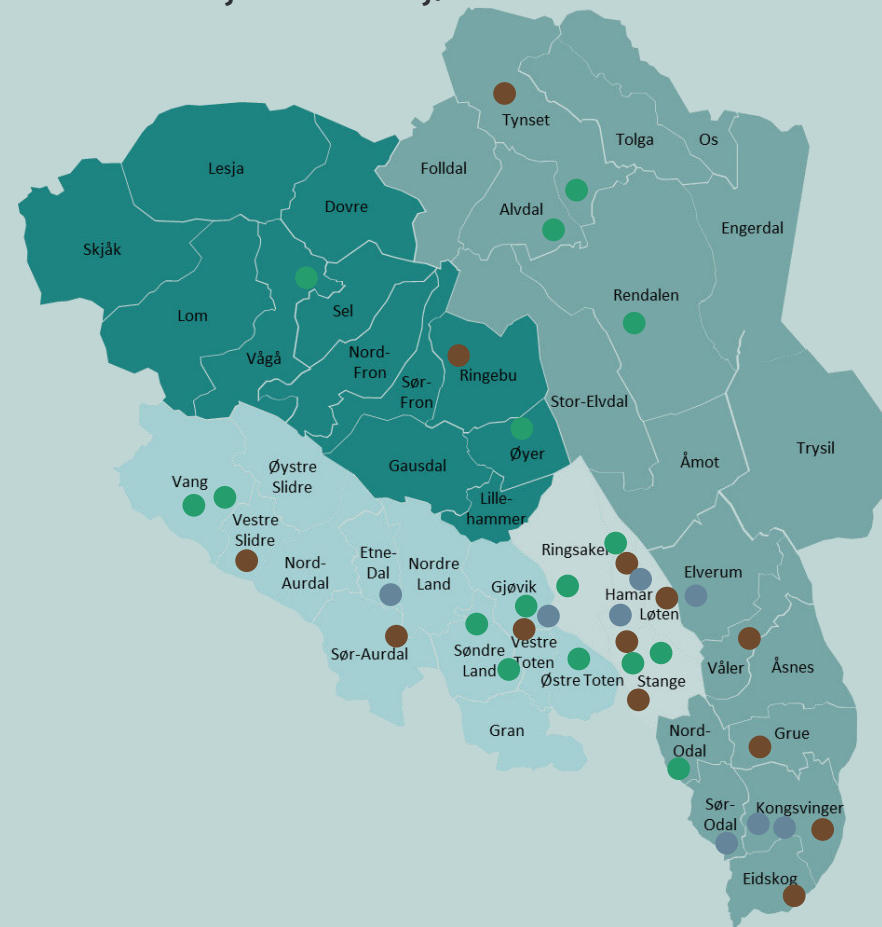 Tynset
Tolga
Os
Folldal
Lesja
Alvdal
Dovre
Engerdal
Skjåk
Rendalen
Sel
Lom
Nord-
Fron
Vågå
Ringebu
Sør-
Fron
Stor-Elvdal
Trysil
Øyer
Åmot
Gausdal
Øystre
Slidre
Vang
Lille-
hammer
Vestre
Slidre
Ringsaker
Etne-
Dal
Nordre
Land
Nord-
Aurdal
Elverum
Gjøvik
Hamar
Løten
Vestre
Toten
Søndre
Land
Sør-Aurdal
Østre Toten
Stange
Våler
Åsnes
Gran
Nord-
Odal
Grue
Sør-
Odal
Kongsvinger
Eidskog